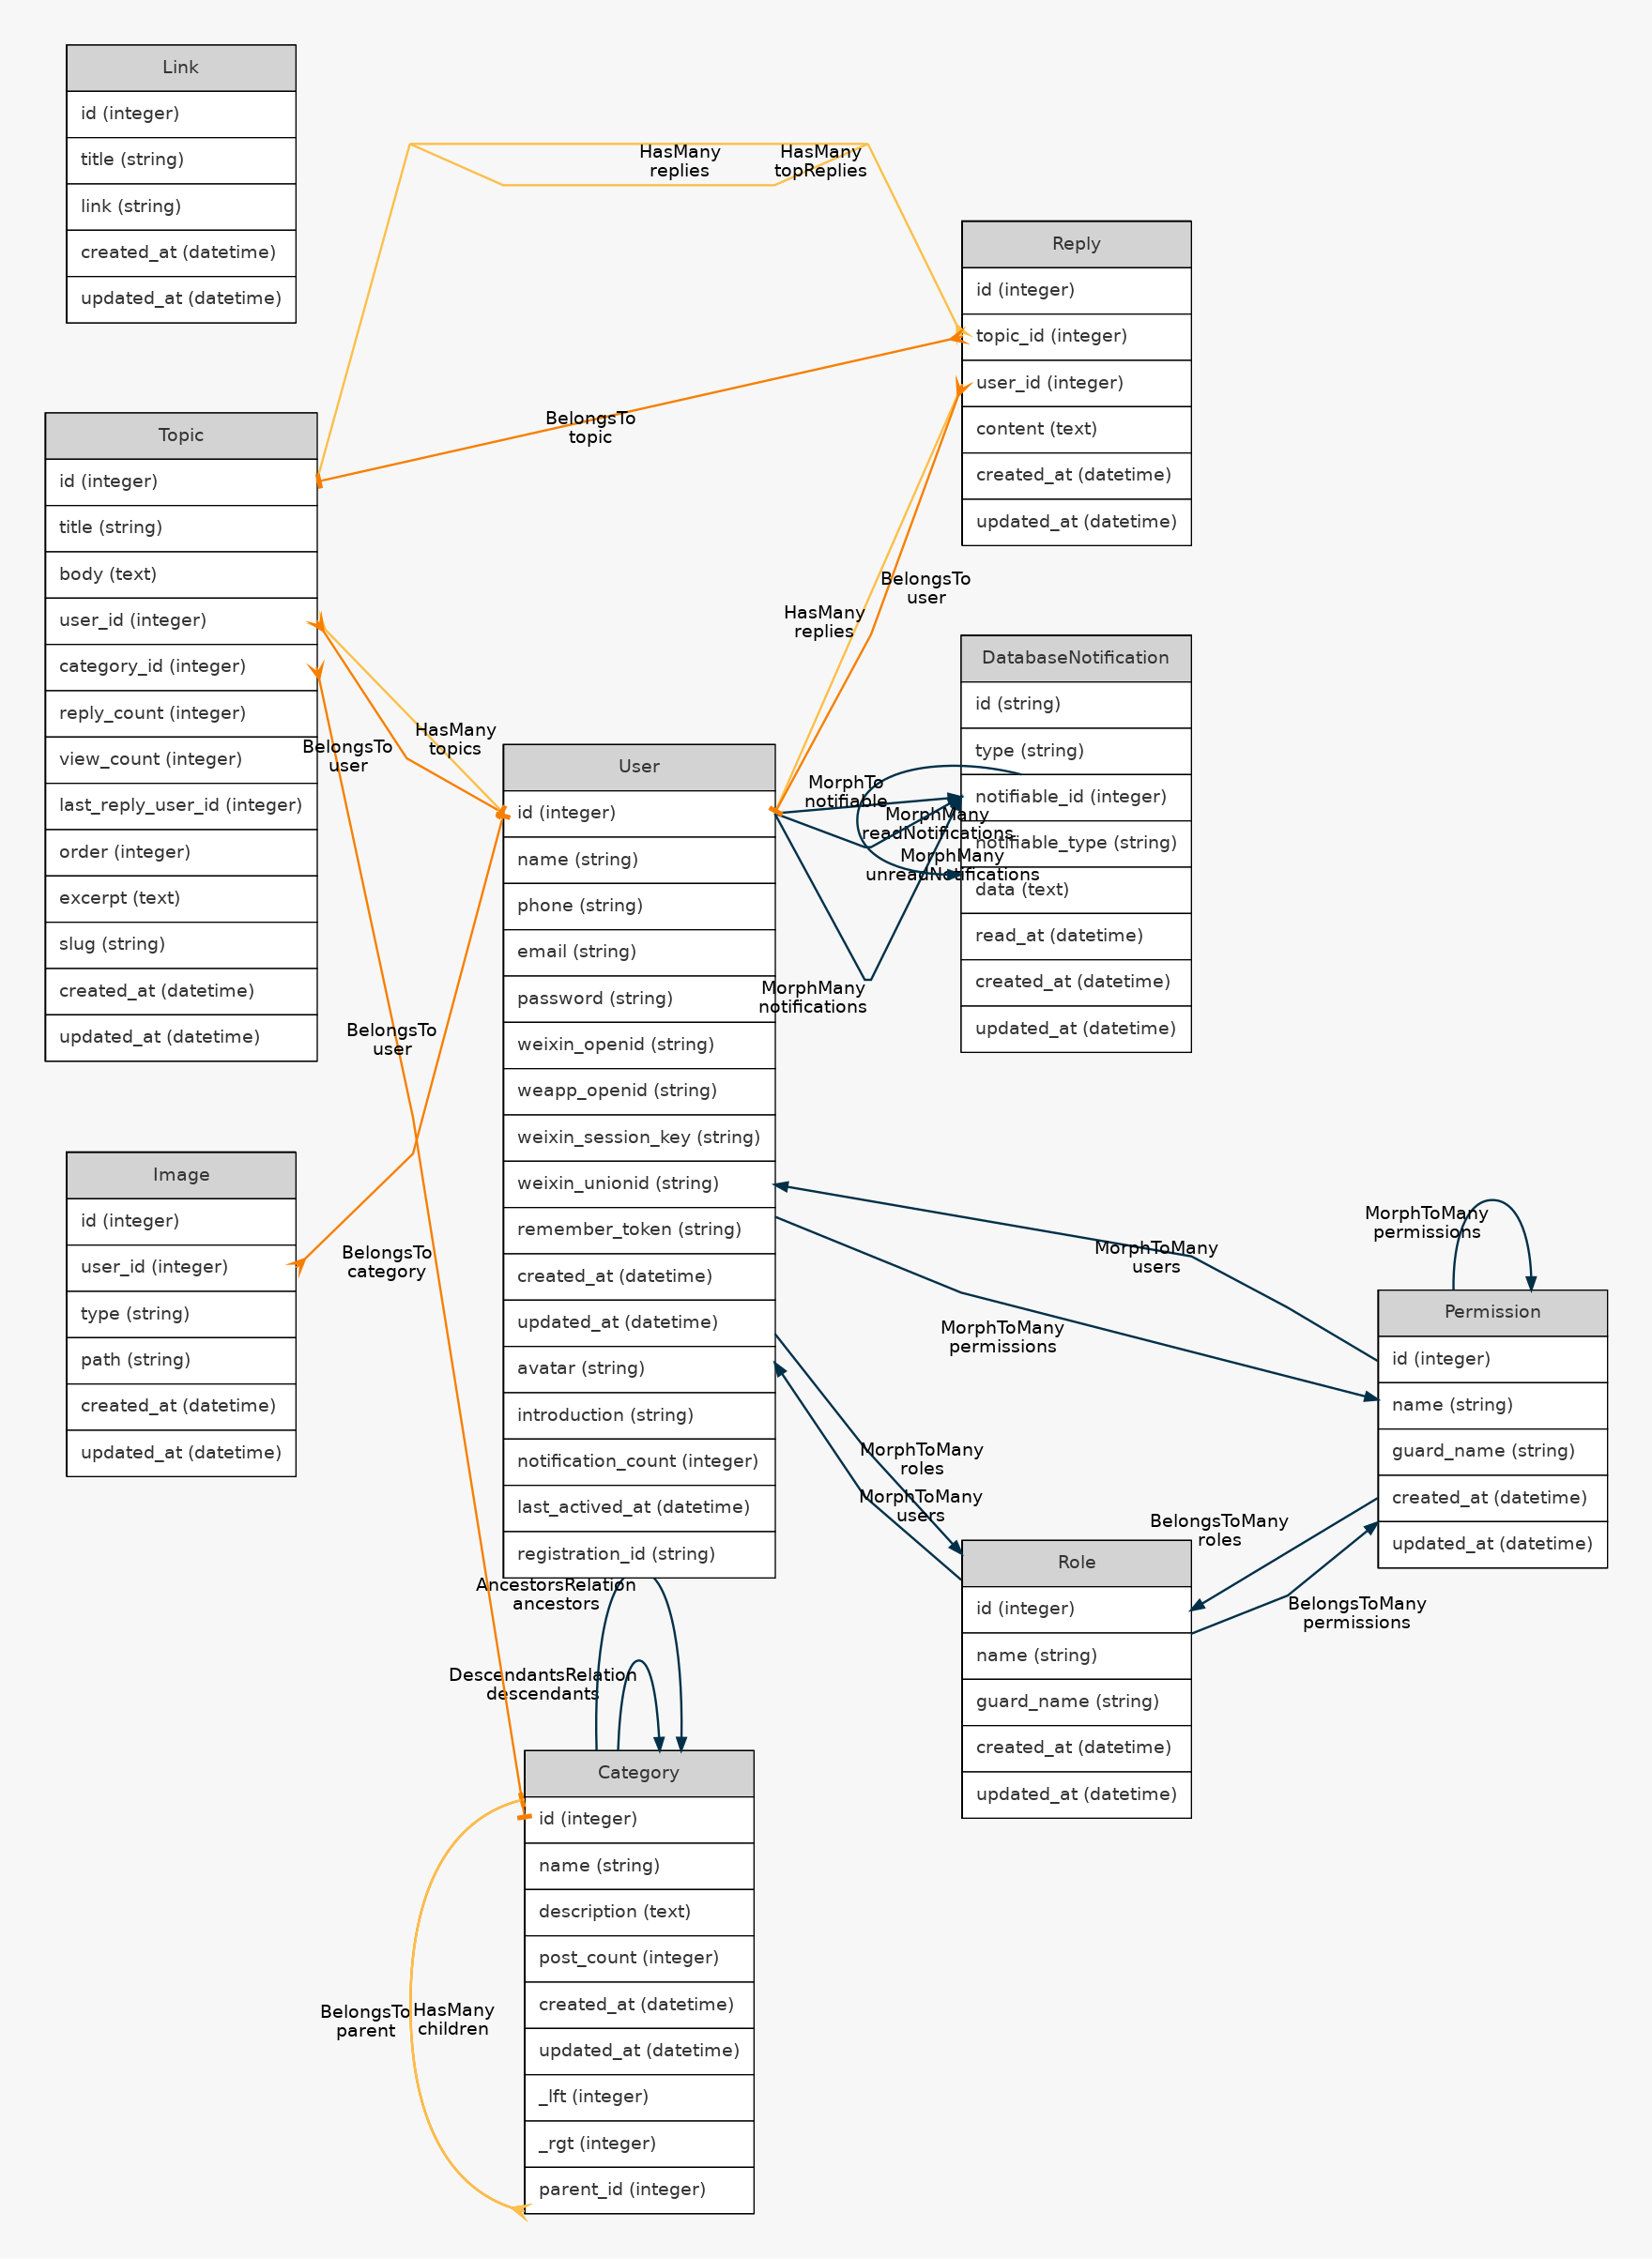 Link
id (integer)
title (string)
link (string)
created_at (datetime)
updated_at (datetime)
HasMany
replies
HasMany
topReplies
Reply
id (integer)
topic_id (integer)
user_id (integer)
content (text)
created_at (datetime)
updated_at (datetime)
BelongsTo
topic
Topic
id (integer)
title (string)
body (text)
user_id (integer)
category_id (integer)
reply_count (integer)
view_count (integer)
last_reply_user_id (integer)
order (integer)
excerpt (text)
slug (string)
created_at (datetime)
updated_at (datetime)
BelongsTo
user
HasMany
replies
HasMany
topics
BelongsTo
user
DatabaseNotification
id (string)
type (string)
notifiable_id (integer)
notifiable_type (string)
data (text)
read_at (datetime)
created_at (datetime)
updated_at (datetime)
MorphTo
notifiable
MorphMany
readNotifications
MorphMany
unreadNotifications
MorphMany
notifications
User
id (integer)
name (string)
phone (string)
email (string)
password (string)
weixin_openid (string)
weapp_openid (string)
weixin_session_key (string)
weixin_unionid (string)
remember_token (string)
created_at (datetime)
updated_at (datetime)
avatar (string)
introduction (string)
notification_count (integer)
last_actived_at (datetime)
registration_id (string)
BelongsTo
user
Image
id (integer)
user_id (integer)
type (string)
path (string)
created_at (datetime)
updated_at (datetime)
BelongsTo
category
MorphToMany
users
MorphToMany
permissions
MorphToMany
permissions
Permission
id (integer)
name (string)
guard_name (string)
created_at (datetime)
updated_at (datetime)
MorphToMany
roles
MorphToMany
users
BelongsToMany
roles
BelongsToMany
permissions
Role
id (integer)
name (string)
guard_name (string)
created_at (datetime)
updated_at (datetime)
AncestorsRelation
ancestors
DescendantsRelation
descendants
Category
id (integer)
name (string)
description (text)
post_count (integer)
created_at (datetime)
updated_at (datetime)
_lft (integer)
_rgt (integer)
parent_id (integer)
BelongsTo
parent
HasMany
children